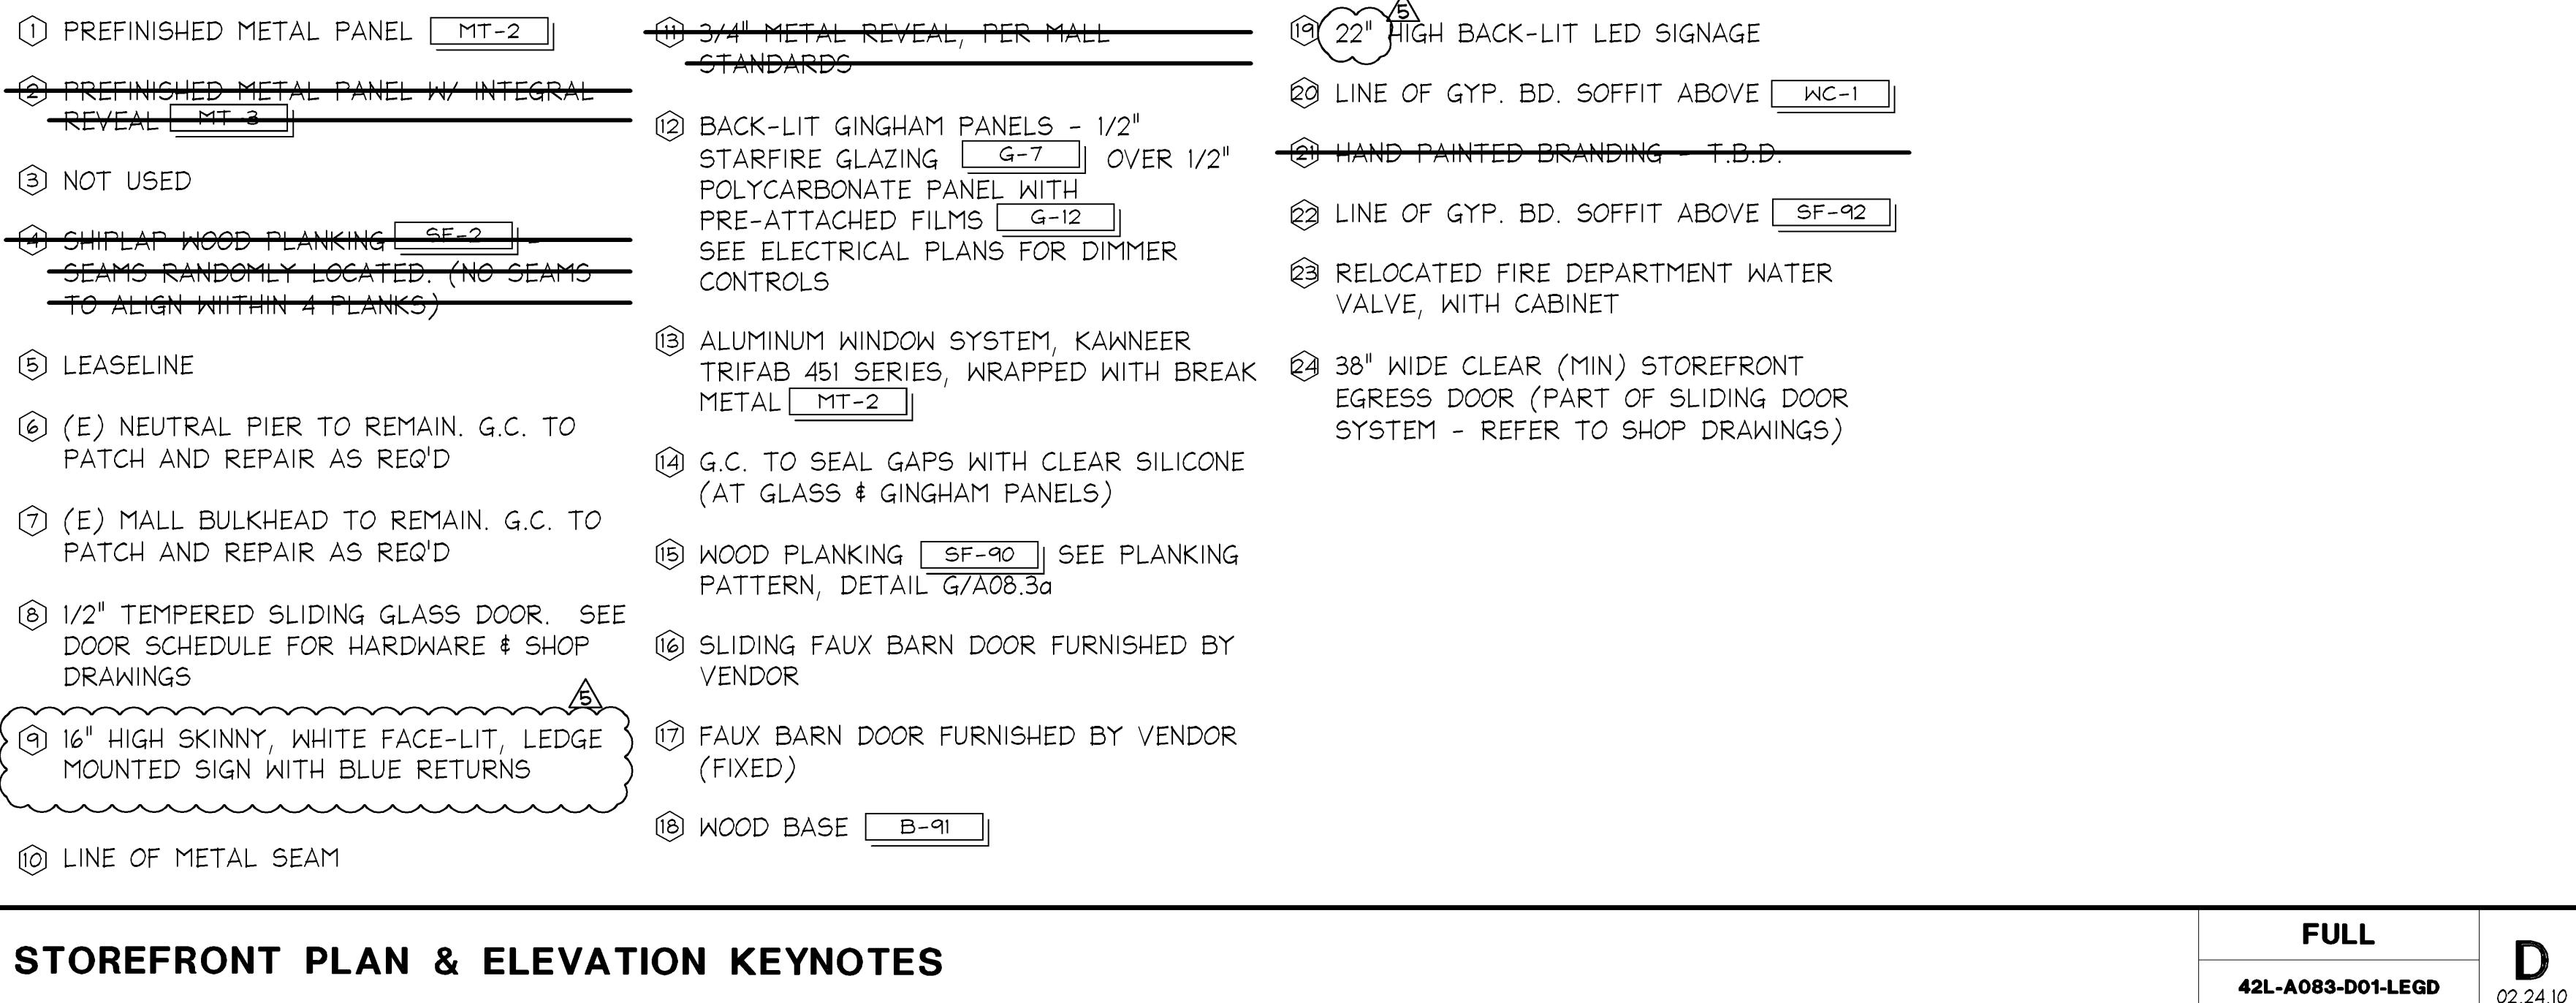 1 PREFINISHED METAL PANEL MT-2
2 PREFINISHED METAL PANEL W/ INTEGRAL
REVEAL MT-3
3 NOT USED
4 SHIPLAP WOOD PLANKING SF-2 -
SEAMS RANDOMLY LOCATED. (NO SEAMS
TO ALIGN WIITHIN 4 PLANKS)
5 LEASELINE
6 (E) NEUTRAL PIER TO REMAIN. G.C. TO
PATCH AND REPAIR AS REQ'D
7 (E) MALL BULKHEAD TO REMAIN. G.C. TO
PATCH AND REPAIR AS REQ'D
8 1/2" TEMPERED SLIDING GLASS DOOR. SEE
DOOR SCHEDULE FOR HARDWARE & SHOP
DRAWINGS
5
9 16" HIGH SKINNY, WHITE FACE-LIT, LEDGE
MOUNTED SIGN WITH BLUE RETURNS
10 LINE OF METAL SEAM
11 3/4" METAL REVEAL, PER MALL
STANDARDS
12 BACK-LIT GINGHAM PANELS - 1/2"
STARFIRE GLAZING G-7 OVER 1/2"
POLYCARBONATE PANEL WITH
PRE-ATTACHED FILMS G-12
SEE ELECTRICAL PLANS FOR DIMMER
CONTROLS
13 ALUMINUM WINDOW SYSTEM, KAWNEER
TRIFAB 451 SERIES, WRAPPED WITH BREAK
METAL MT-2
14 G.C. TO SEAL GAPS WITH CLEAR SILICONE
(AT GLASS & GINGHAM PANELS)
15 WOOD PLANKING SF-90 SEE PLANKING
PATTERN, DETAIL G/A08.3a
16 SLIDING FAUX BARN DOOR FURNISHED BY
VENDOR
17 FAUX BARN DOOR FURNISHED BY VENDOR
(FIXED)
18 WOOD BASE B-91
5
19 22" HIGH BACK-LIT LED SIGNAGE
20 LINE OF GYP. BD. SOFFIT ABOVE WC-1
21 HAND PAINTED BRANDING - T.B.D.
22 LINE OF GYP. BD. SOFFIT ABOVE SF-92
23 RELOCATED FIRE DEPARTMENT WATER
VALVE, WITH CABINET
24 38" WIDE CLEAR (MIN) STOREFRONT
EGRESS DOOR (PART OF SLIDING DOOR
SYSTEM - REFER TO SHOP DRAWINGS)
STOREFRONT PLAN & ELEVATION KEYNOTES
FULL
42L-A083-D01-LEGD
D
02.24.10